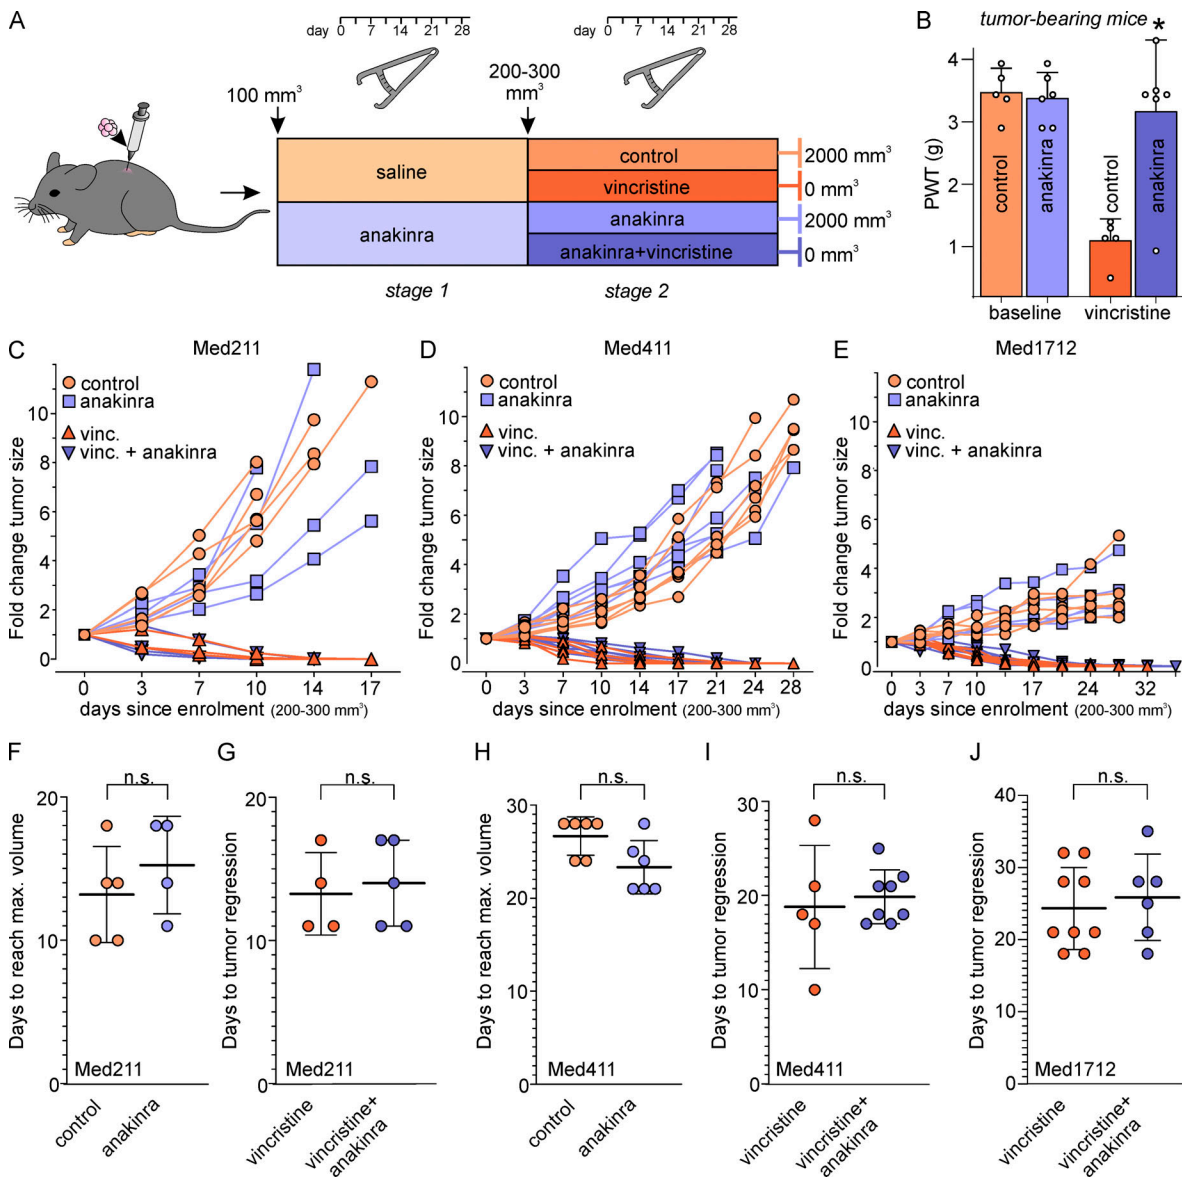 A
day 0 7 14 21 28
day 0 7 14 21 28
100 mm³
200-300
mm³
saline
anakinra
control
vincristine
anakinra
anakinra+vincristine
2000 mm³
0 mm³
2000 mm³
0 mm³
stage 1
stage 2
B
tumor-bearing mice
*
PWT (g)
4
3
2
1
control
anakinra
control
anakinra
baseline
vincristine
C
Med211
control
anakinra
vinc.
vinc. + anakinra
Fold change tumor size
10
8
6
4
2
0
0 3 7 10 14 17
days since enrolment (200-300 mm³)
D
Med411
control
anakinra
vinc.
vinc. + anakinra
Fold change tumor size
10
8
6
4
2
0
0 3 7 10 14 17 21 24 28
days since enrolment (200-300 mm³)
E
Med1712
control
anakinra
vinc.
vinc. + anakinra
Fold change tumor size
12
10
8
6
4
2
0
0 3 7 10 17 24 32
days since enrolment (200-300 mm³)
F
n.s.
Days to reach max. volume
20
10
0
Med211
control
anakinra
G
n.s.
Days to tumor regression
20
10
0
Med211
vincristine
vincristine+
anakinra
H
n.s.
Days to reach max. volume
30
20
10
0
Med411
control
anakinra
I
n.s.
Days to tumor regression
30
20
10
0
Med411
vincristine
vincristine+
anakinra
J
n.s.
Days to tumor regression
40
30
20
10
0
Med1712
vincristine
vincristine+
anakinra